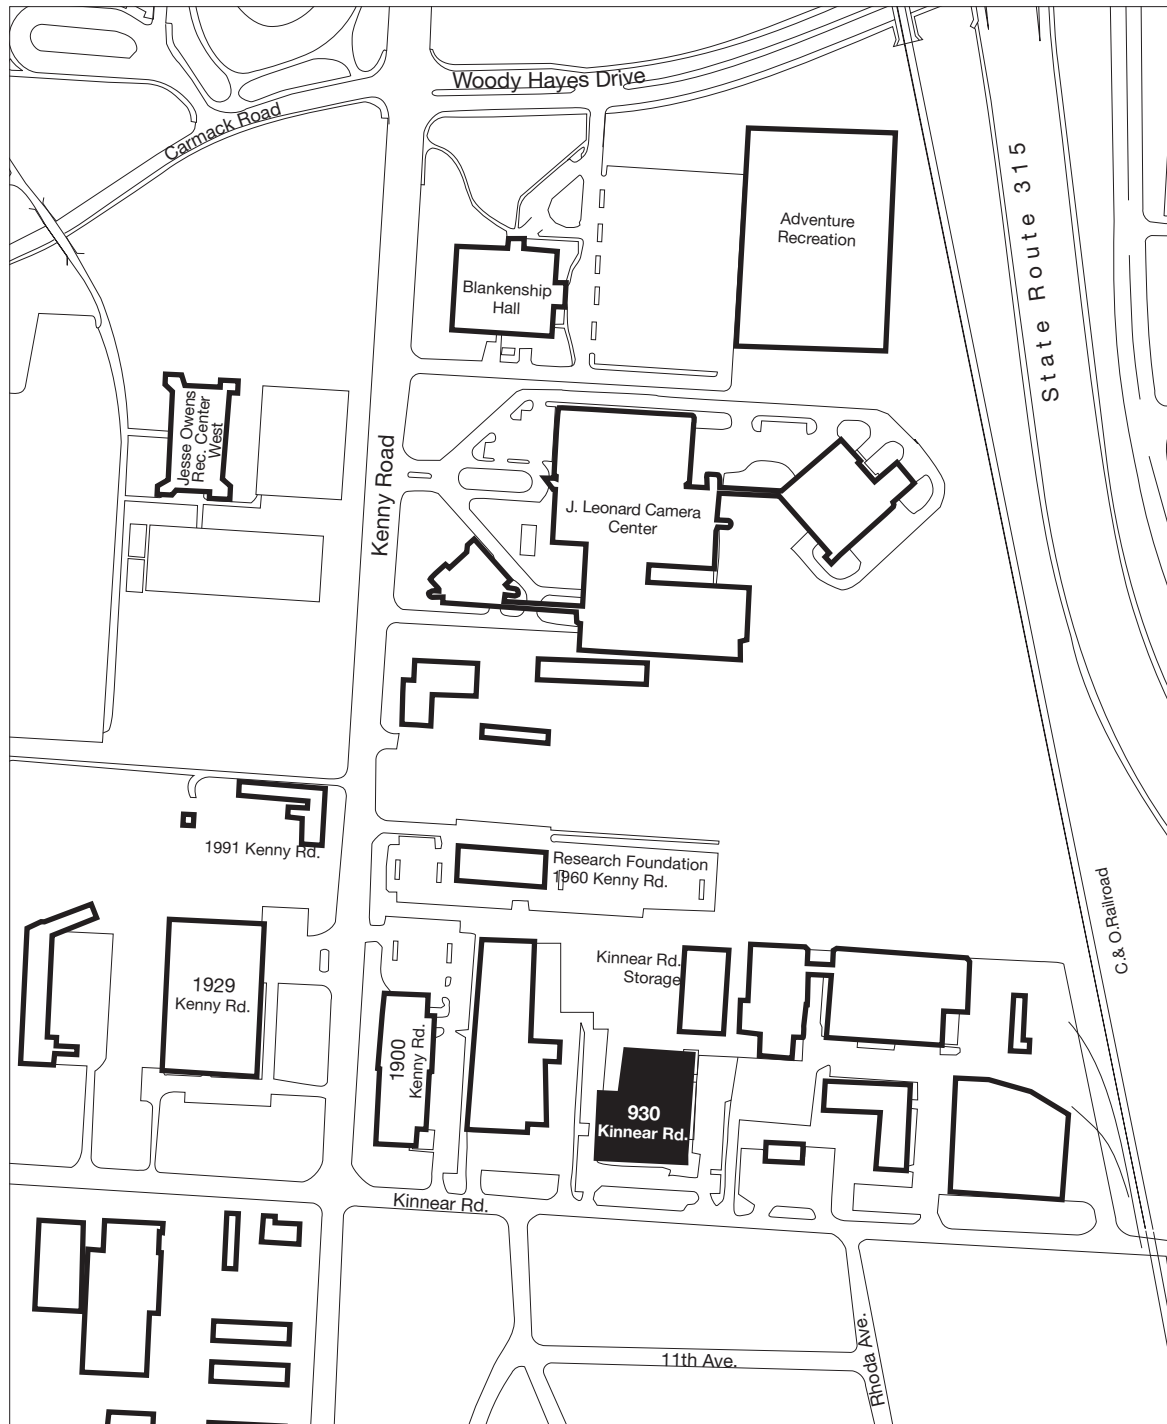 Woody Hayes Drive
Carmack Road
State Route 315
Adventure
Recreation
Blankenship
Hall
Jesse Owens
Rec. Center
West
Kenny Road
J. Leonard Camera
Center
1991 Kenny Rd.
Research Foundation
1960 Kenny Rd.
C.& O.Railroad
Kinnear Rd.
Storage
1929
Kenny Rd.
1900
Kenny Rd.
930
Kinnear Rd.
Kinnear Rd.
11th Ave.
Rhoda Ave.